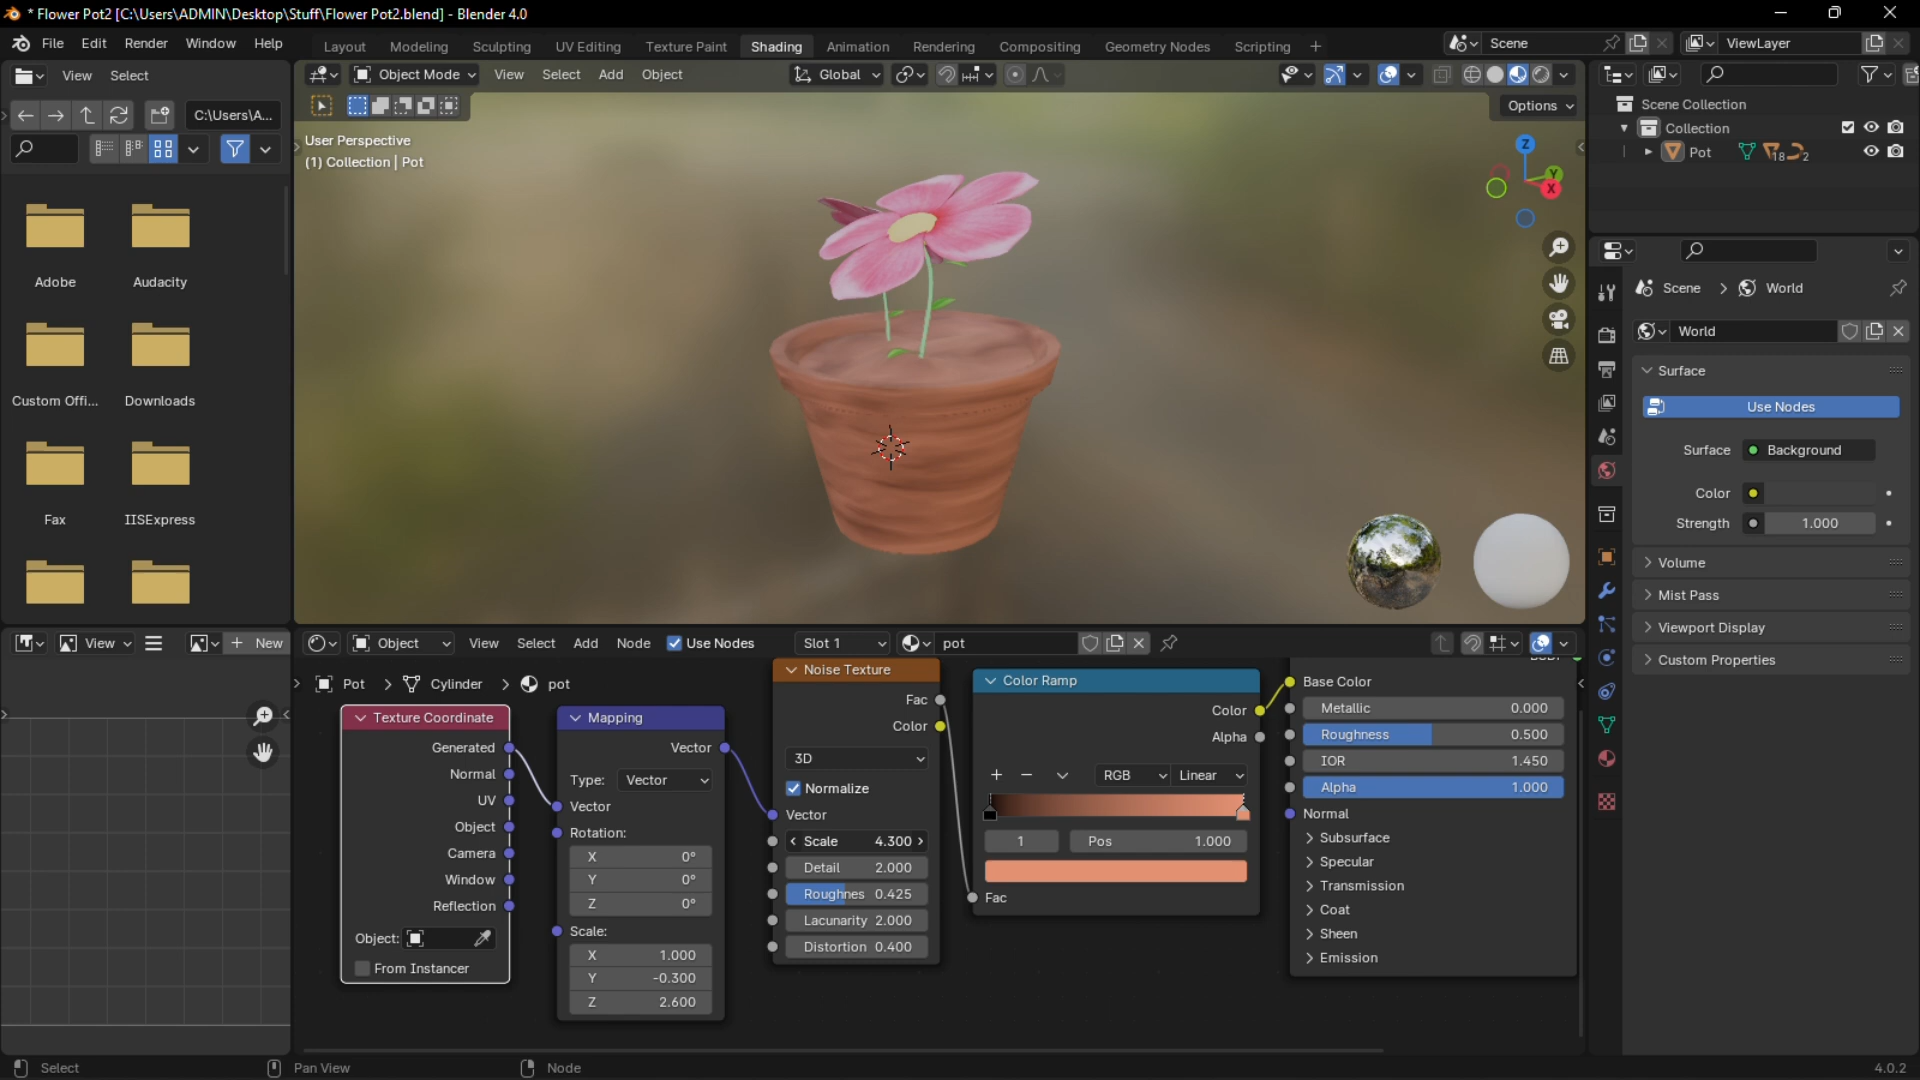 * Flower Pot2 [C:\Users\ADMIN\Desktop\Stuff\Flower Pot2.blend] - Blender 4.0
File Edit Render Window Help
Layout Modeling Sculpting UV Editing Texture Paint Shading Animation Rendering Compositing Geometry Nodes Scripting +
Scene
ViewLayer
View Select
Object Mode View Select Add Object
Global
C:\Users\A...
Options
User Perspective
(1) Collection | Pot
Z
Y
X
Adobe
Audacity
Custom Offi...
Downloads
Fax
IISExpress
Scene Collection
Collection
Pot
18
2
Scene > World
World
Surface
Use Nodes
Surface Background
Color
Strength 1.000
Volume
Mist Pass
Viewport Display
Custom Properties
View
New
Object View Select Add Node Use Nodes Slot 1 pot
Pot > Cylinder > pot
Texture Coordinate
Generated
Normal
UV
Object
Camera
Window
Reflection
Object:
From Instancer
Mapping
Vector
Type: Vector
Vector
Rotation:
X 0°
Y 0°
Z 0°
Scale:
X 1.000
Y -0.300
Z 2.600
Noise Texture
Fac
Color
3D
Normalize
Vector
Scale 4.300
Detail 2.000
Roughnes 0.425
Lacunarity 2.000
Distortion 0.400
Color Ramp
Color
Alpha
+ − RGB Linear
1 Pos 1.000
Fac
Base Color
Metallic 0.000
Roughness 0.500
IOR 1.450
Alpha 1.000
Normal
Subsurface
Specular
Transmission
Coat
Sheen
Emission
Select
Pan View
Node
4.0.2